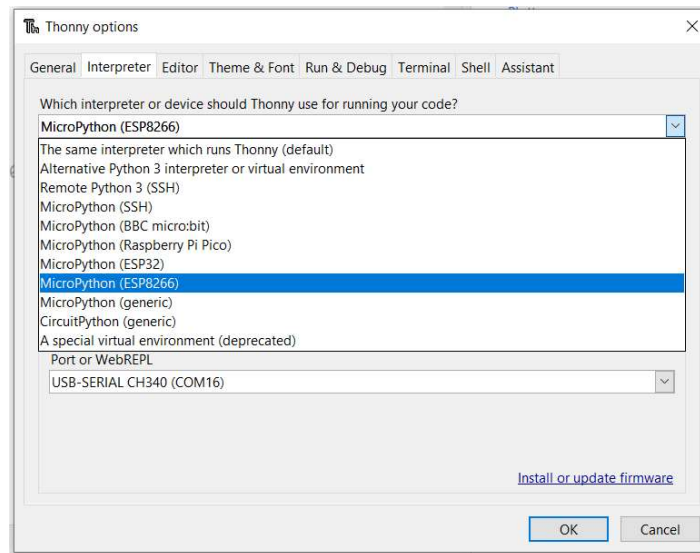 Thonny options
General Interpreter Editor Theme & Font Run & Debug Terminal Shell Assistant
Which interpreter or device should Thonny use for running your code?
MicroPython (ESP8266)
The same interpreter which runs Thonny (default)
Alternative Python 3 interpreter or virtual environment
Remote Python 3 (SSH)
MicroPython (SSH)
MicroPython (BBC micro:bit)
MicroPython (Raspberry Pi Pico)
MicroPython (ESP32)
MicroPython (ESP8266)
MicroPython (generic)
CircuitPython (generic)
A special virtual environment (deprecated)
Port or WebREPL
USB-SERIAL CH340 (COM16)
Install or update firmware
OK Cancel